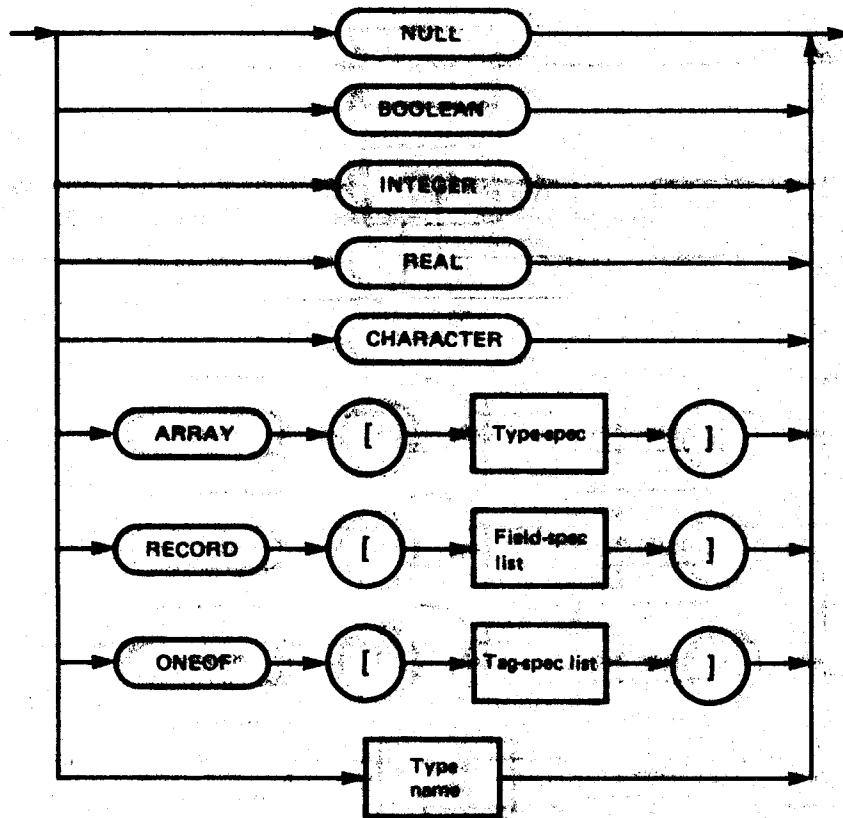 NULL
BOOLEAN
INTEGER
REAL
CHARACTER
ARRAY [ Type-spec ]
RECORD [ Field-spec list ]
ONEOF [ Tag-spec list ]
Type
name